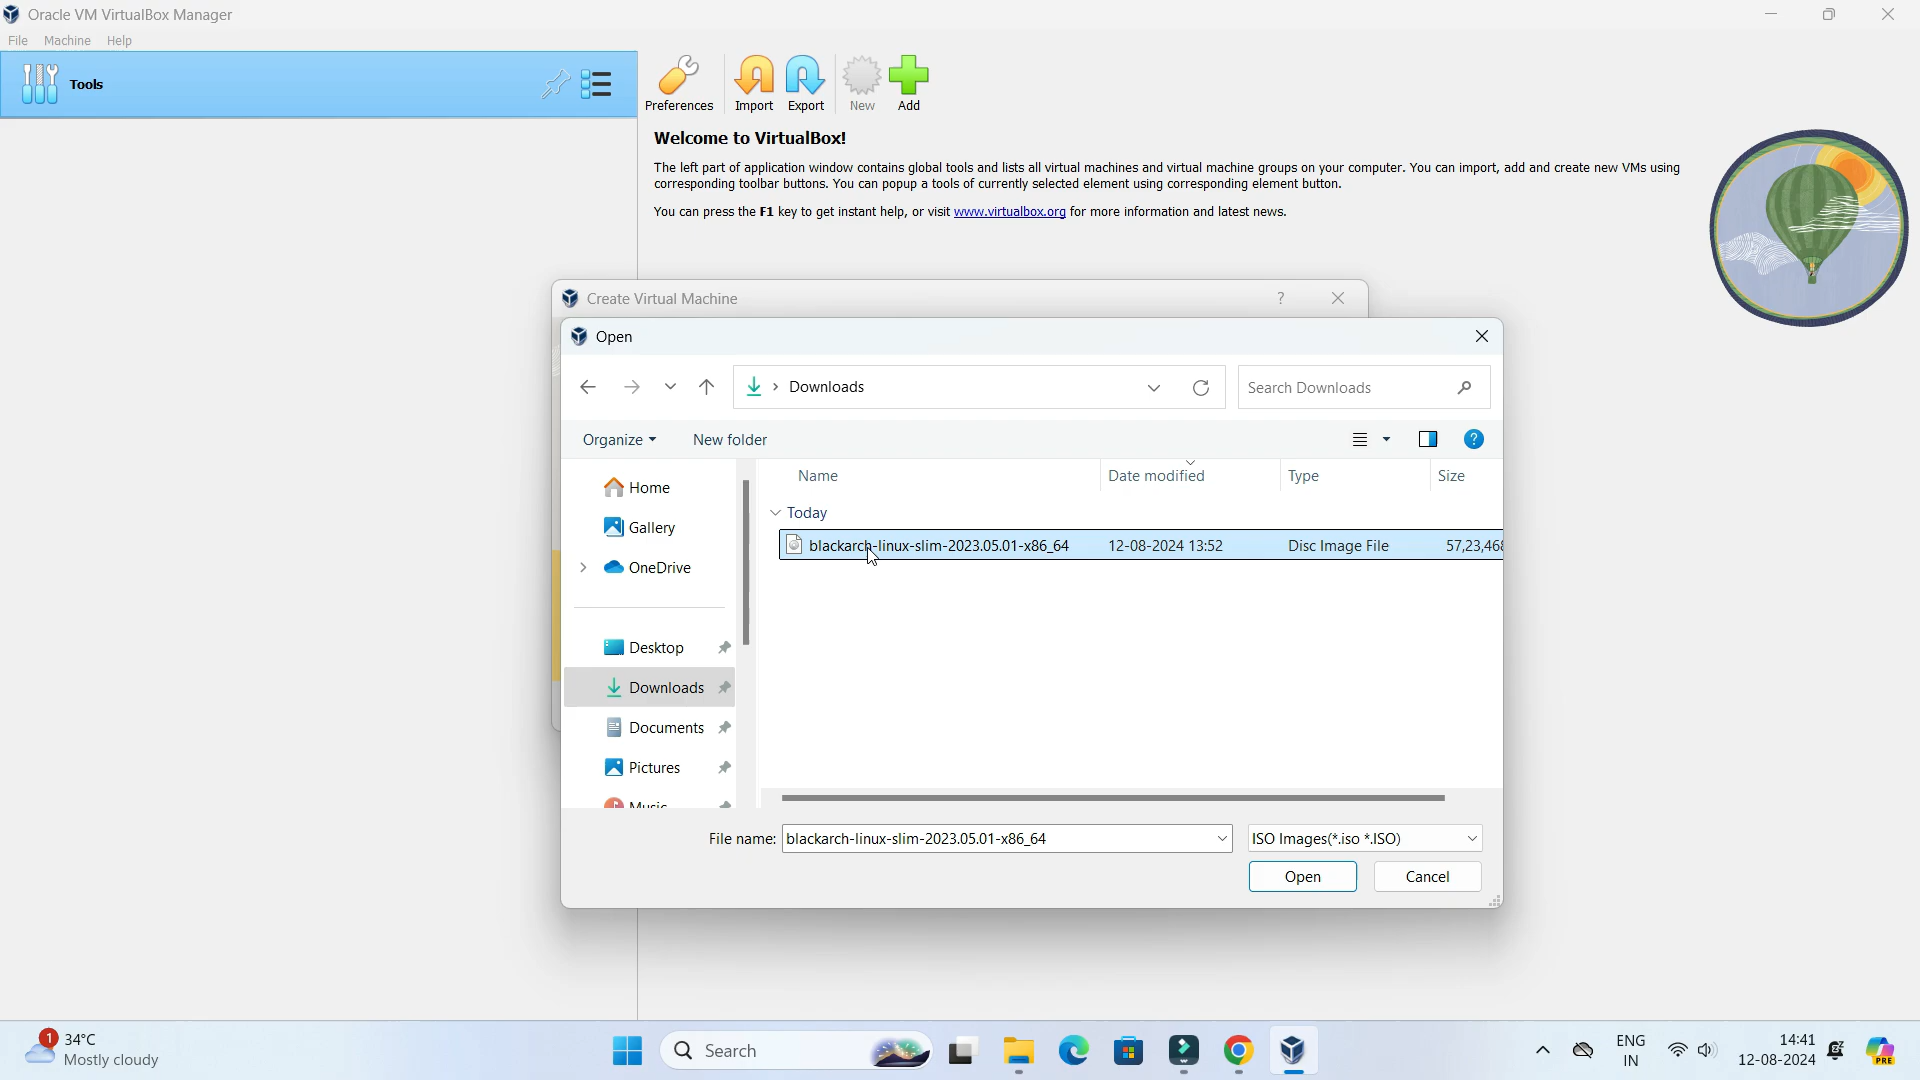 Oracle VM VirtualBox Manager
File Machine Help
Tools
Preferences Import Export New Add
Welcome to VirtualBox!
The left part of application window contains global tools and lists all virtual machines and virtual machine groups on your computer. You can import, add and create new VMs using
corresponding toolbar buttons. You can popup a tools of currently selected element using corresponding element button.
You can press the F1 key to get instant help, or visit www.virtualbox.org for more information and latest news.
Create Virtual Machine ?
Open
Downloads
Search Downloads
Organize New folder
Name Date modified Type Size
Home
Gallery
OneDrive
Desktop
Downloads
Documents
Pictures
Music
Today
blackarch-linux-slim-2023.05.01-x86_64 12-08-2024 13:52 Disc Image File 57,23,468
File name: blackarch-linux-slim-2023.05.01-x86_64 ISO Images(*.iso *.ISO)
Open Cancel
1 34°C
Mostly cloudy
Search
ENG
IN
14:41
12-08-2024
PRE